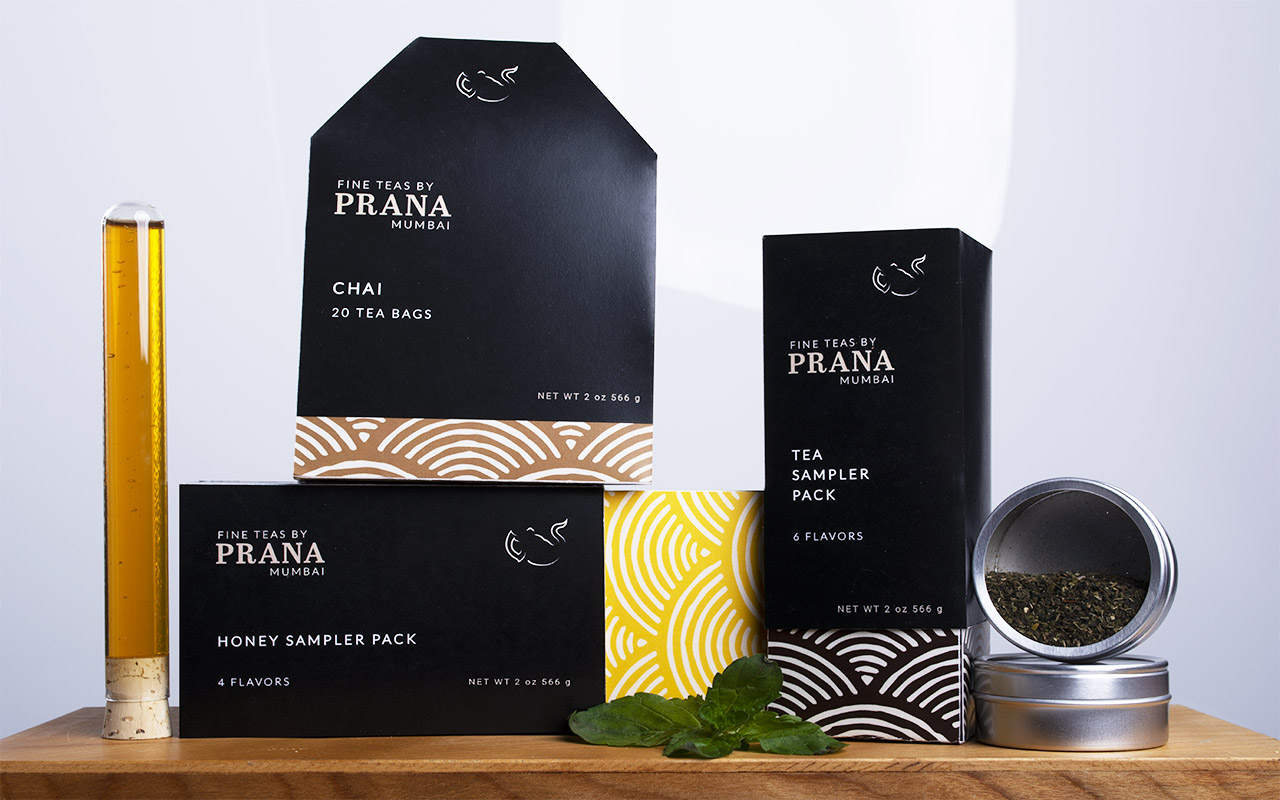 FINE TEAS BY
PRANA
MUMBAI
CHAI
20 TEA BAGS
NET WT 2 oz 566 g
FINE TEAS BY
PRANA
MUMBAI
HONEY SAMPLER PACK
4 FLAVORS
NET WT 2 oz 566 g
FINE TEAS BY
PRANA
MUMBAI
TEA
SAMPLER
PACK
6 FLAVORS
NET WT 2 oz 566 g